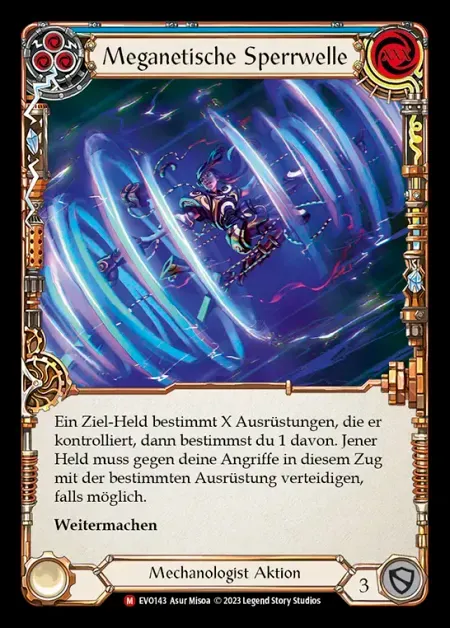 Meganetische Sperrwelle
Ein Ziel-Held bestimmt X Ausrüstungen, die er
kontrolliert, dann bestimmst du 1 davon. Jener
Held muss gegen deine Angriffe in diesem Zug
mit der bestimmten Ausrüstung verteidigen,
falls möglich.
Weitermachen
Mechanologist Aktion
3
M EVO143 Asur Misoa © 2023 Legend Story Studios